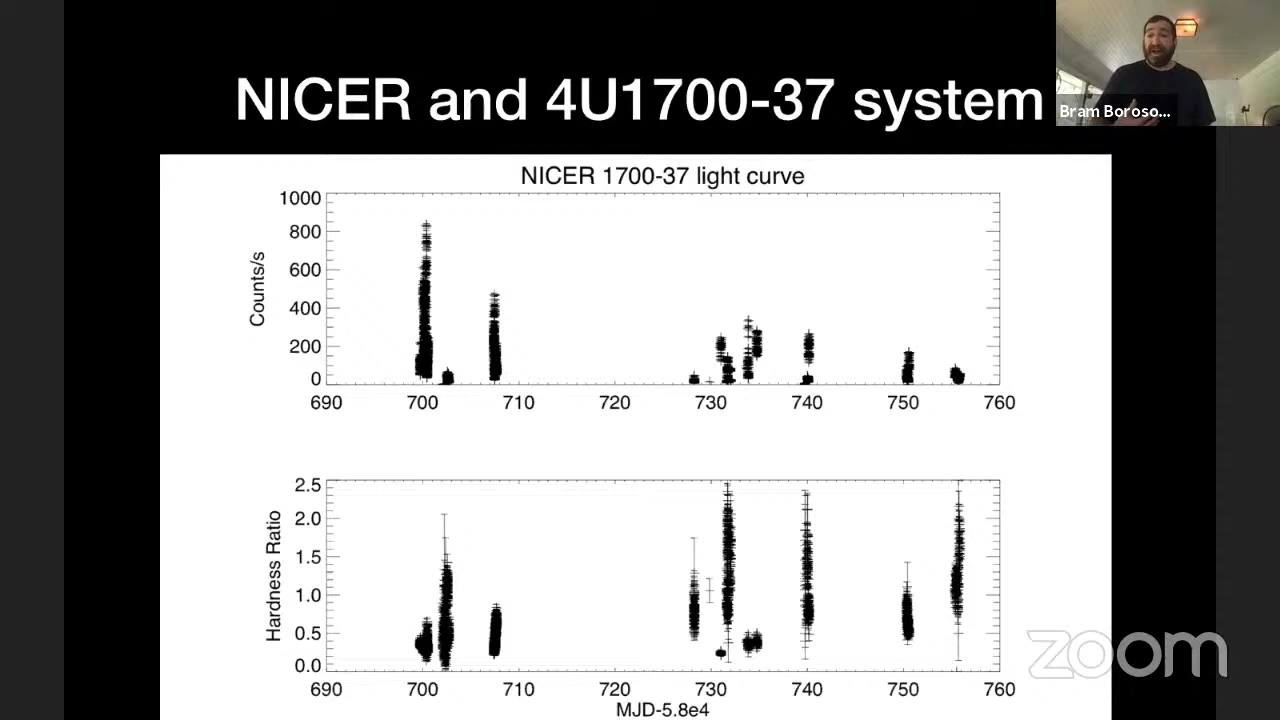 NICER and 4U1700-37 system
Bram Boroso...
NICER 1700-37 light curve
1000
800
600
400
200
0
Counts/s
690 700 710 720 730 740 750 760
2.5
2.0
1.5
1.0
0.5
0.0
Hardness Ratio
690 700 710 720 730 740 750 760
MJD-5.8e4
zoom